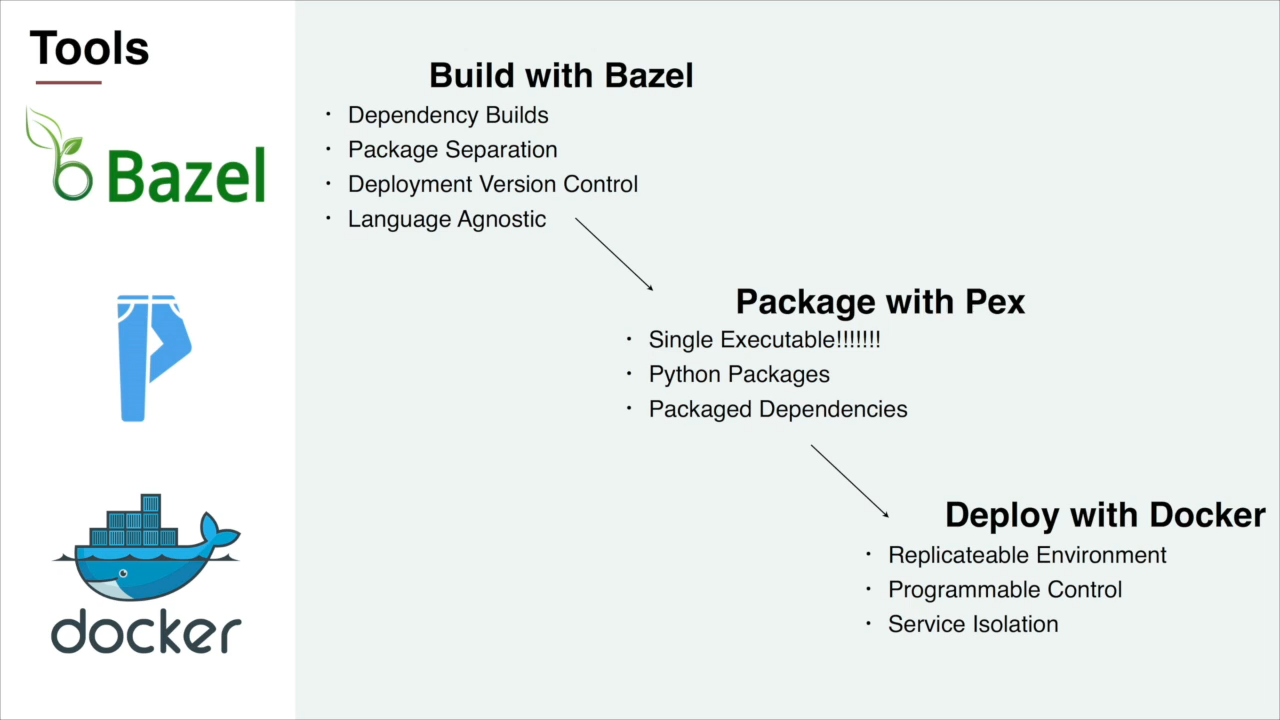 Tools
Bazel
docker
Build with Bazel
• Dependency Builds
• Package Separation
• Deployment Version Control
• Language Agnostic
Package with Pex
• Single Executable!!!!!!!
• Python Packages
• Packaged Dependencies
Deploy with Docker
• Replicateable Environment
• Programmable Control
• Service Isolation